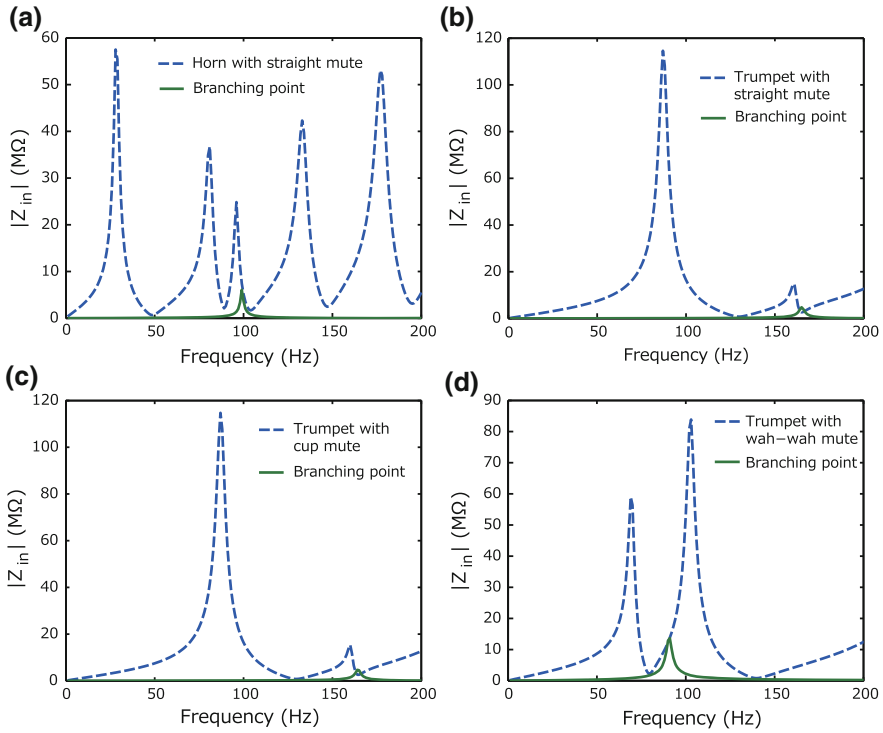 (a)
60
50
40
30
20
10
0
|Z in| (MΩ)
Horn with straight mute
Branching point
0 50 100 150 200
Frequency (Hz)
(b)
120
100
80
60
40
20
0
|Z in| (MΩ)
Trumpet with
straight mute
Branching point
0 50 100 150 200
Frequency (Hz)
(c)
120
100
80
60
40
20
0
|Z in| (MΩ)
Trumpet with
cup mute
Branching point
0 50 100 150 200
Frequency (Hz)
(d)
90
80
70
60
50
40
30
20
10
0
|Z in| (MΩ)
Trumpet with
wah−wah mute
Branching point
0 50 100 150 200
Frequency (Hz)